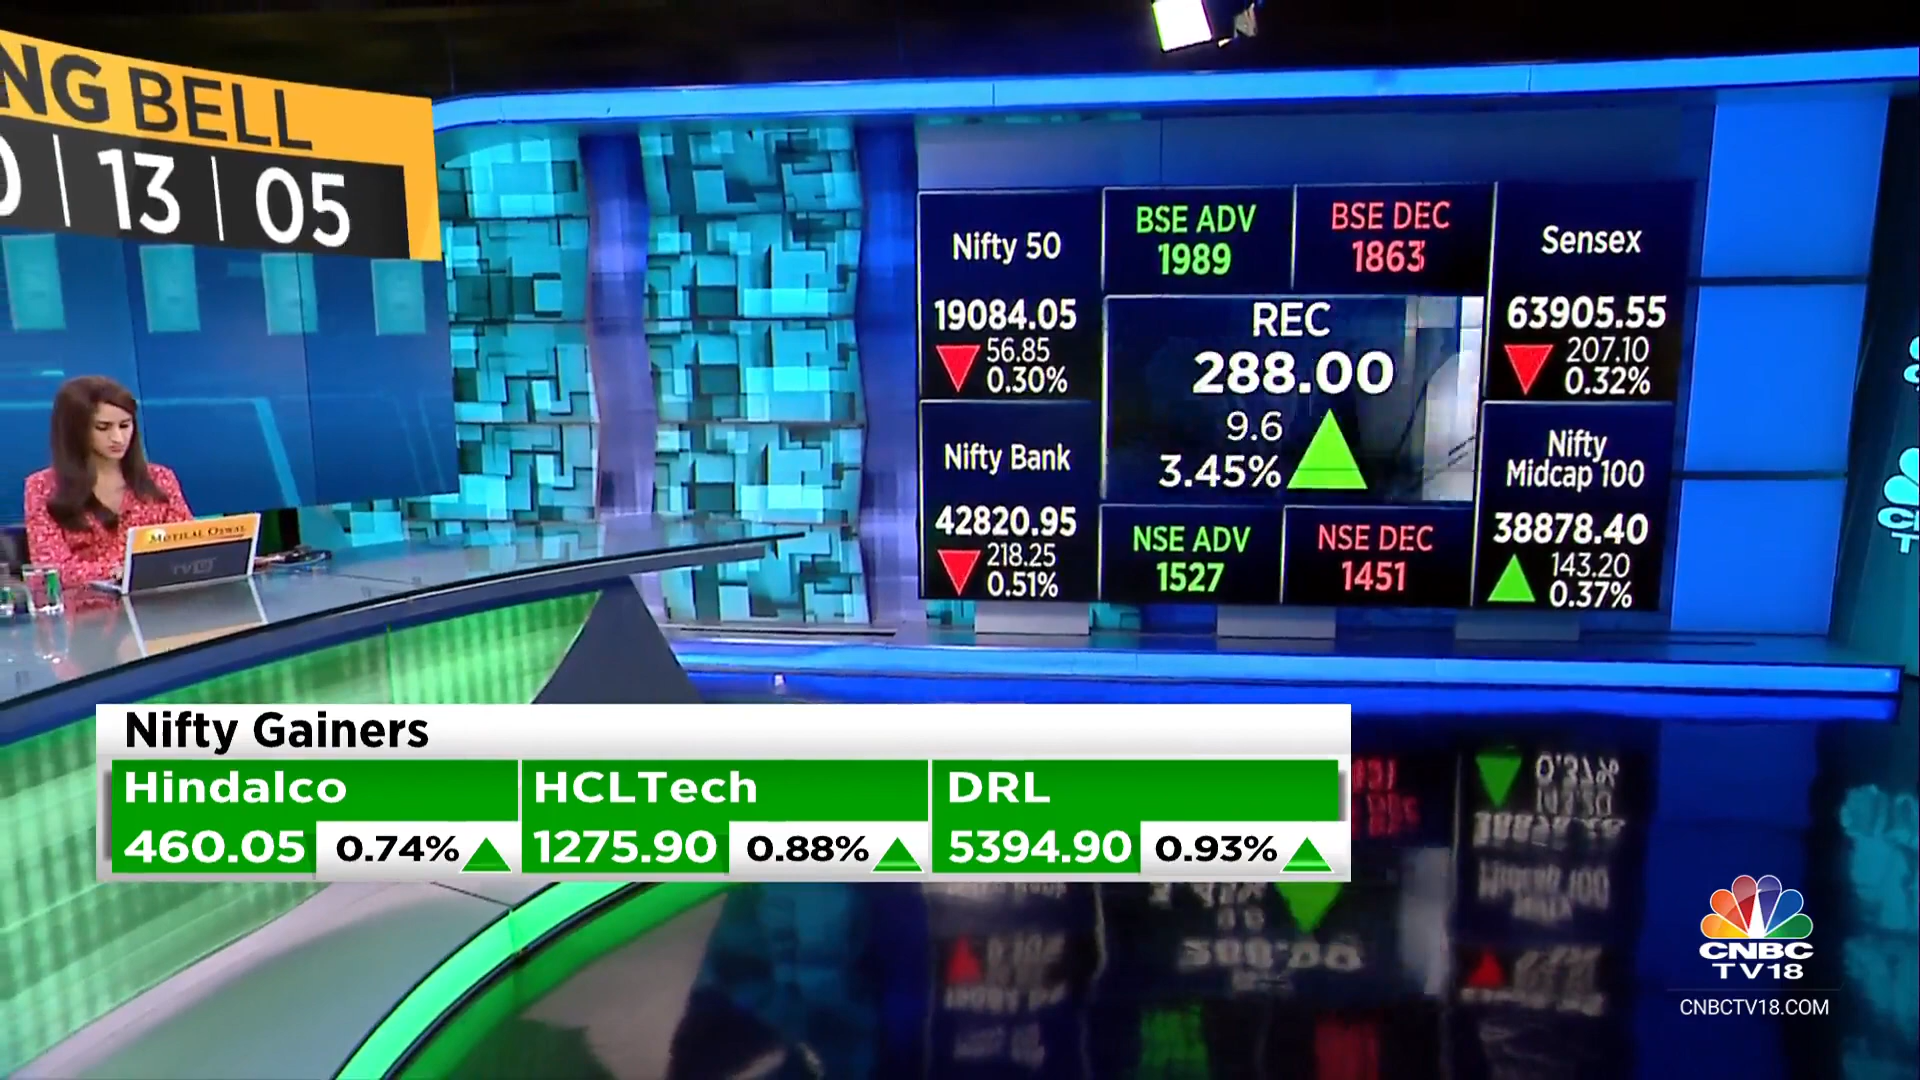 NG BELL
0 | 13 | 05
Nifty 50
19084.05
56.85
0.30%
BSE ADV
1989
BSE DEC
1863
Sensex
63905.55
207.10
0.32%
REC
288.00
9.6
3.45%
Nifty Bank
42820.95
218.25
0.51%
Nifty
Midcap 100
38878.40
143.20
0.37%
NSE ADV
1527
NSE DEC
1451
MOTILAL OSWAL
TV18
Nifty Gainers
Hindalco
460.05 0.74%
HCLTech
1275.90 0.88%
DRL
5394.90 0.93%
CNBC
TV18
CNBCTV18.COM